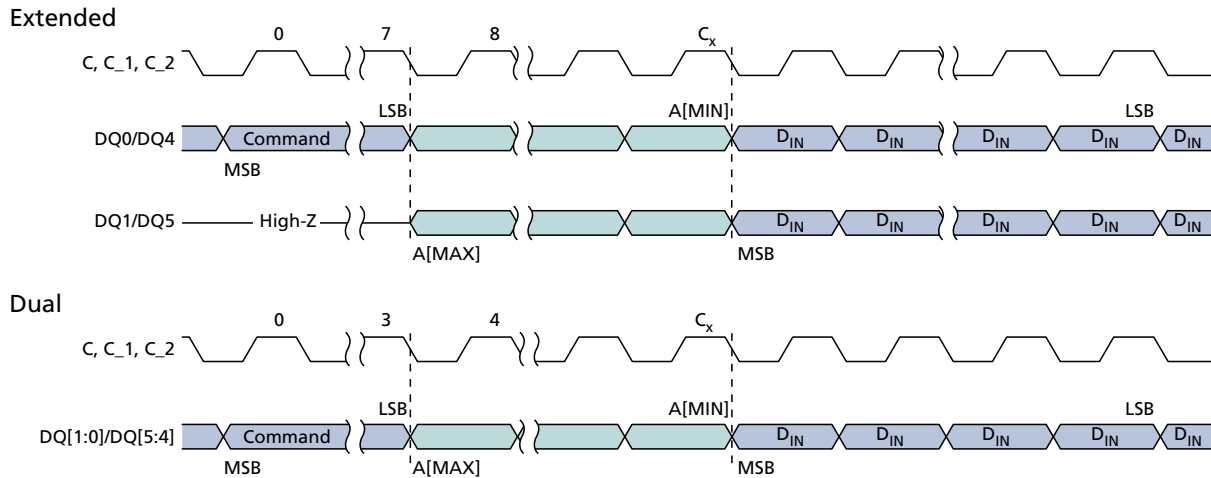 Extended
0 7 8 Cx
C, C_1, C_2
LSB A[MIN] LSB
DQ0/DQ4 Command DIN DIN DIN DIN DIN
MSB
DQ1/DQ5 High-Z DIN DIN DIN DIN DIN
A[MAX] MSB
Dual
0 3 4 Cx
C, C_1, C_2
LSB A[MIN] LSB
DQ[1:0]/DQ[5:4] Command DIN DIN DIN DIN DIN
MSB A[MAX] MSB